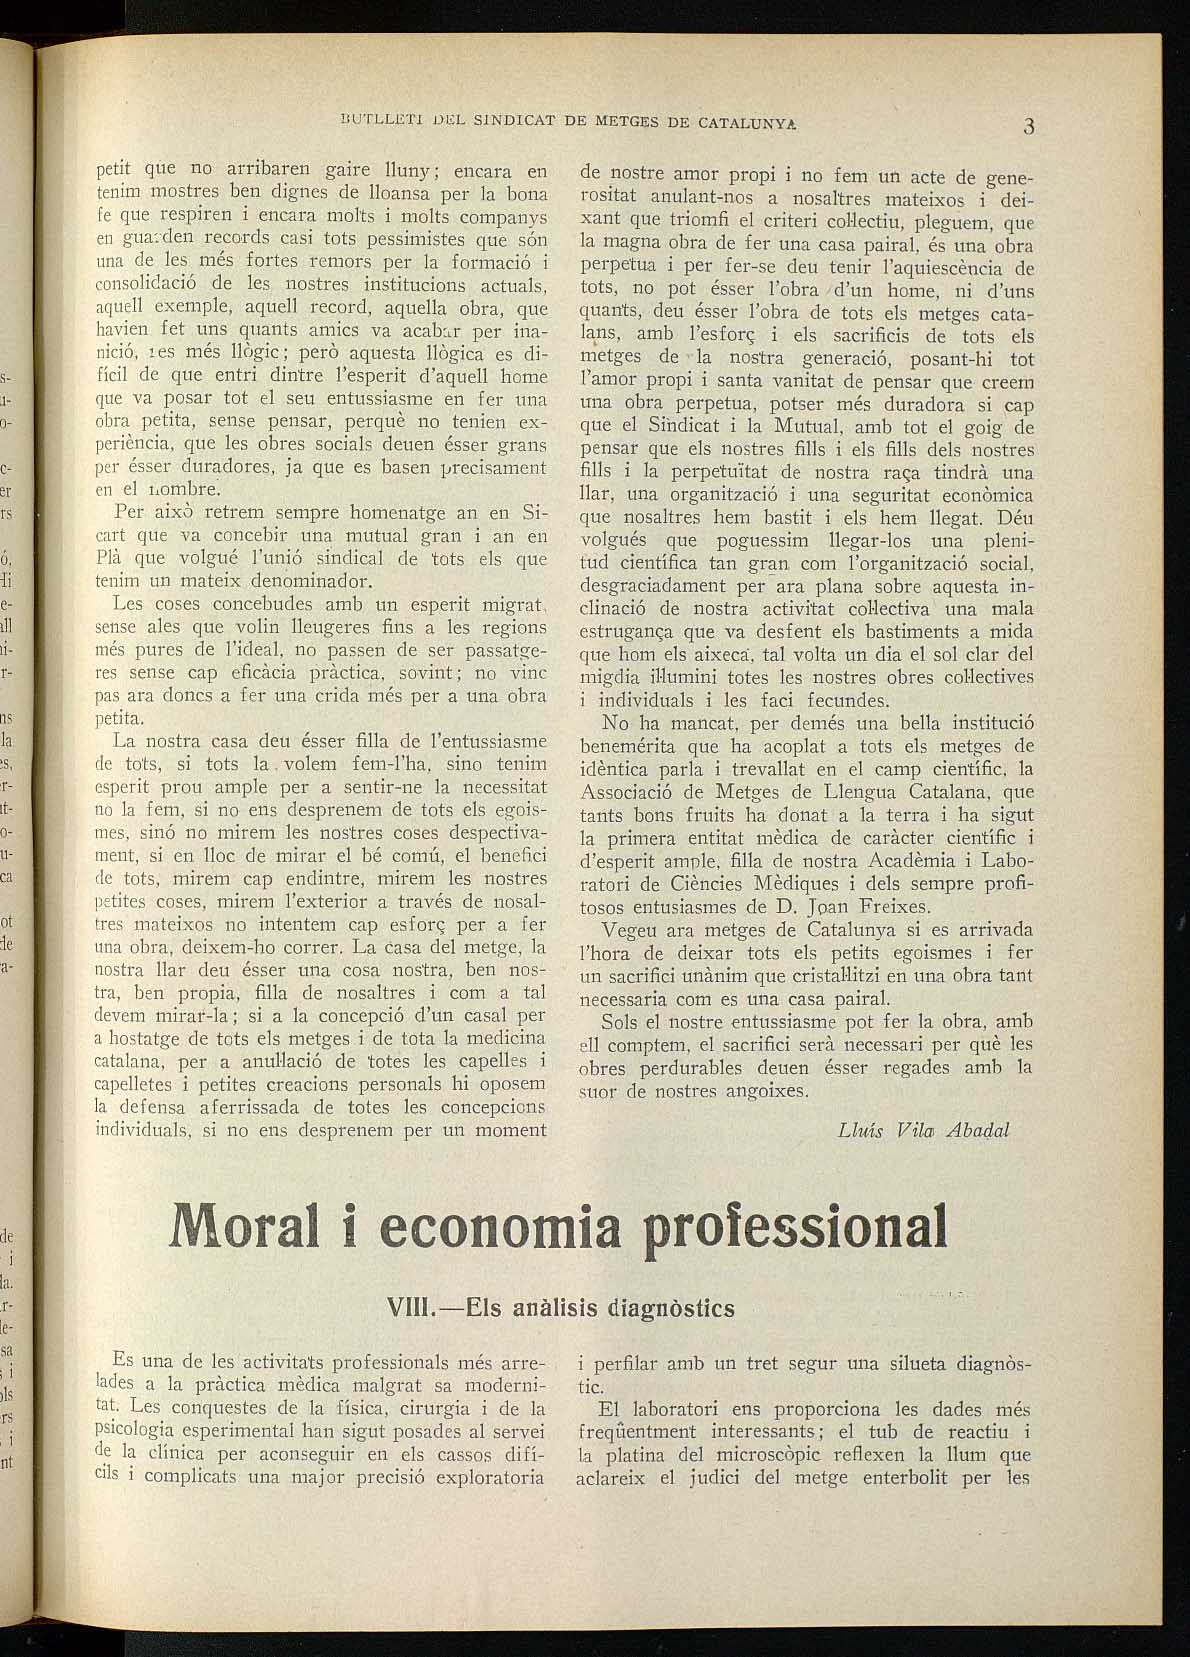 BUTLLETI DEL SINDICAT DE METGES DE CATALUNYA
3
petit que no arribaren gaire lluny; encara en
tenim mostres ben dignes de lloansa per la bona
fe que respiren i encara molts i molts companys
en guarden records casi tots pessimistes que són
una de les més fortes remors per la formació i
consolidació de les nostres institucions actuals,
aquell exemple, aquell record, aquella obra, que
havien fet uns quants amics va acabar per ina-
nició, res més llògic; però aquesta llògica es di-
fícil de que entri dintre l'esperit d'aquell home
que va posar tot el seu entussiasme en fer una
obra petita, sense pensar, perquè no tenien ex-
periència, que les obres socials deuen ésser grans
per ésser duradores, ja que es basen precisament
en el nombre.
Per això retrem sempre homenatge an en Si-
cart que va concebir una mutual gran i an en
Plà que volgué l'unió sindical de tots els que
tenim un mateix denominador.
Les coses concebudes amb un esperit migrat,
sense ales que volin lleugeres fins a les regions
més pures de l'ideal, no passen de ser passatge-
res sense cap eficàcia pràctica, sovint; no vinc
pas ara doncs a fer una crida més per a una obra
petita.
La nostra casa deu ésser filla de l'entussiasme
de tots, si tots la volem fem-l'ha, sino tenim
esperit prou ample per a sentir-ne la necessitat
no la fem, si no ens desprenem de tots els egois-
mes, sinó no mirem les nostres coses despectiva-
ment, si en lloc de mirar el bé comú, el benefici
de tots, mirem cap endintre, mirem les nostres
petites coses, mirem l'exterior a través de nosal-
tres mateixos no intentem cap esforç per a fer
una obra, deixem-ho correr. La casa del metge, la
nostra llar deu ésser una cosa nostra, ben nos-
tra, ben propia, filla de nosaltres i com a tal
devem mirar-la; si a la concepció d'un casal per
a hostatge de tots els metges i de tota la medicina
catalana, per a anul·lació de totes les capelles i
capelletes i petites creacions personals hi oposem
la defensa aferrissada de totes les concepcions
individuals, si no ens desprenem per un moment
de nostre amor propi i no fem un acte de gene-
rositat anulant-nos a nosaltres mateixos i dei-
xant que triomfi el criteri col·lectiu, pleguem, que
la magna obra de fer una casa pairal, és una obra
perpetua i per fer-se deu tenir l'aquiescència de
tots, no pot ésser l'obra d'un home, ni d'uns
quants, deu ésser l'obra de tots els metges cata-
lans, amb l'esforç i els sacrificis de tots els
metges de la nostra generació, posant-hi tot
l'amor propi i santa vanitat de pensar que creem
una obra perpetua, potser més duradora si cap
que el Sindicat i la Mutual, amb tot el goig de
pensar que els nostres fills i els fills dels nostres
fills i la perpetuïtat de nostra raça tindrà una
llar, una organització i una seguritat econòmica
que nosaltres hem bastit i els hem llegat. Déu
volgués que poguessim llegar-los una pleni-
tud científica tan gran com l'organització social,
desgraciadament per ara plana sobre aquesta in-
clinació de nostra activitat col·lectiva una mala
estrugança que va desfent els bastiments a mida
que hom els aixeca, tal volta un dia el sol clar del
migdia il·lumini totes les nostres obres col·lectives
i individuals i les faci fecundes.
No ha mancat, per demés una bella institució
benemérita que ha acoplat a tots els metges de
idèntica parla i trevallat en el camp científic, la
Associació de Metges de Llengua Catalana, que
tants bons fruits ha donat a la terra i ha sigut
la primera entitat mèdica de caràcter científic i
d'esperit ample, filla de nostra Acadèmia i Labo-
ratori de Ciències Mèdiques i dels sempre profi-
tosos entusiasmes de D. Joan Freixes.
Vegeu ara metges de Catalunya si es arrivada
l'hora de deixar tots els petits egoismes i fer
un sacrifici unànim que cristal·litzi en una obra tant
necessaria com es una casa pairal.
Sols el nostre entussiasme pot fer la obra, amb
ell comptem, el sacrifici serà necessari per què les
obres perdurables deuen ésser regades amb la
suor de nostres angoixes.
Lluís Vila Abadal
Moral i economia professional
VIII.—Els anàlisis diagnòstics
Es una de les activitats professionals més arre-
lades a la pràctica mèdica malgrat sa moderni-
tat. Les conquestes de la física, cirurgia i de la
psicologia esperimental han sigut posades al servei
de la clínica per aconseguir en els cassos difí-
cils i complicats una major precisió exploratoria
i perfilar amb un tret segur una silueta diagnòs-
tic.
El laboratori ens proporciona les dades més
freqüentment interessants; el tub de reactiu i
la platina del microscòpic reflexen la llum que
aclareix el judici del metge enterbolit per les